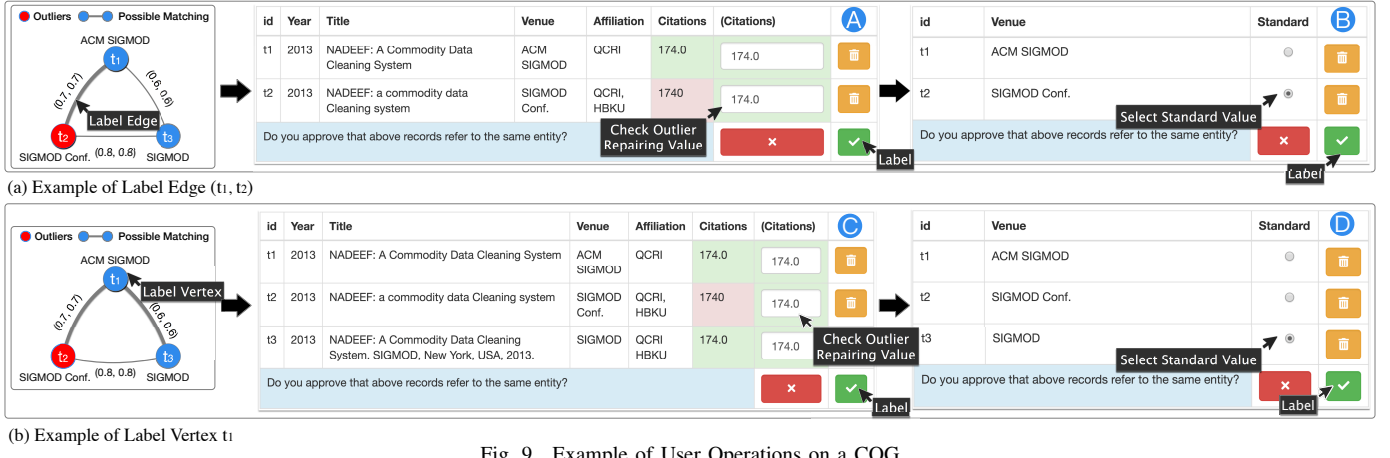 Outliers Possible Matching
ACM SIGMOD
t1
(0.7, 0.7)
(0.6, 0.6)
Label Edge
t2
t3
SIGMOD Conf. (0.8, 0.8) SIGMOD
id Year Title Venue Affiliation Citations (Citations) A
t1 2013 NADEEF: A Commodity Data ACM QCRI 174.0 174.0
Cleaning System SIGMOD
t2 2013 NADEEF: a commodity data SIGMOD QCRI, 1740 174.0
Cleaning system Conf. HBKU
Do you approve that above records refer to the same entity?
Check Outlier
Repairing Value
Label
id Venue Standard B
t1 ACM SIGMOD
t2 SIGMOD Conf.
Select Standard Value
Do you approve that above records refer to the same entity?
Label
(a) Example of Label Edge (t1, t2)
Outliers Possible Matching
ACM SIGMOD
t1
Label Vertex
(0.7, 0.7)
(0.6, 0.6)
t2
t3
SIGMOD Conf. (0.8, 0.8) SIGMOD
id Year Title Venue Affiliation Citations (Citations) C
t1 2013 NADEEF: A Commodity Data Cleaning System ACM QCRI 174.0 174.0
SIGMOD
t2 2013 NADEEF: a commodity data Cleaning system SIGMOD QCRI, 1740 174.0
Conf. HBKU
t3 2013 NADEEF: A Commodity Data Cleaning SIGMOD QCRI 174.0 174.0
System. SIGMOD, New York, USA, 2013. HBKU
Check Outlier
Repairing Value
Do you approve that above records refer to the same entity?
Label
id Venue Standard D
t1 ACM SIGMOD
t2 SIGMOD Conf.
t3 SIGMOD
Select Standard Value
Do you approve that above records refer to the same entity?
Label
(b) Example of Label Vertex t1
Fig. 9. Example of User Operations on a CQG